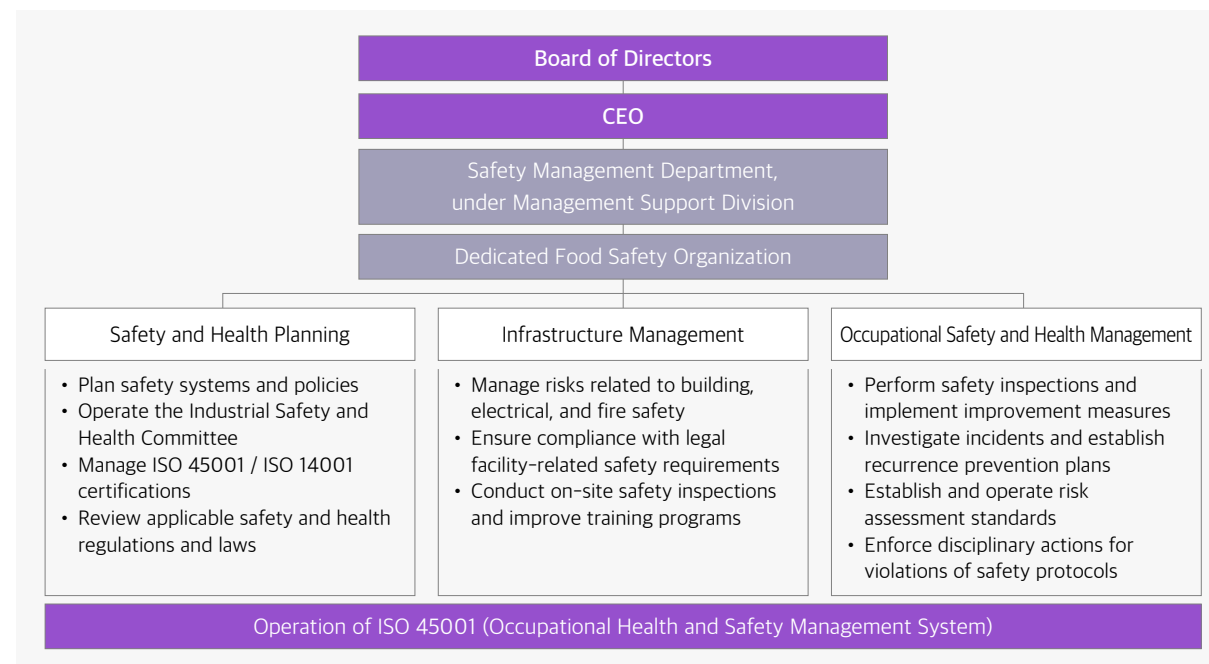 Board of Directors
CEO
Safety Management Department,
under Management Support Division
Dedicated Food Safety Organization
Safety and Health Planning
• Plan safety systems and policies
• Operate the Industrial Safety and
Health Committee
• Manage ISO 45001 / ISO 14001
certifications
• Review applicable safety and health
regulations and laws
Infrastructure Management
• Manage risks related to building,
electrical, and fire safety
• Ensure compliance with legal
facility-related safety requirements
• Conduct on-site safety inspections
and improve training programs
Occupational Safety and Health Management
• Perform safety inspections and
implement improvement measures
• Investigate incidents and establish
recurrence prevention plans
• Establish and operate risk
assessment standards
• Enforce disciplinary actions for
violations of safety protocols
Operation of ISO 45001 (Occupational Health and Safety Management System)